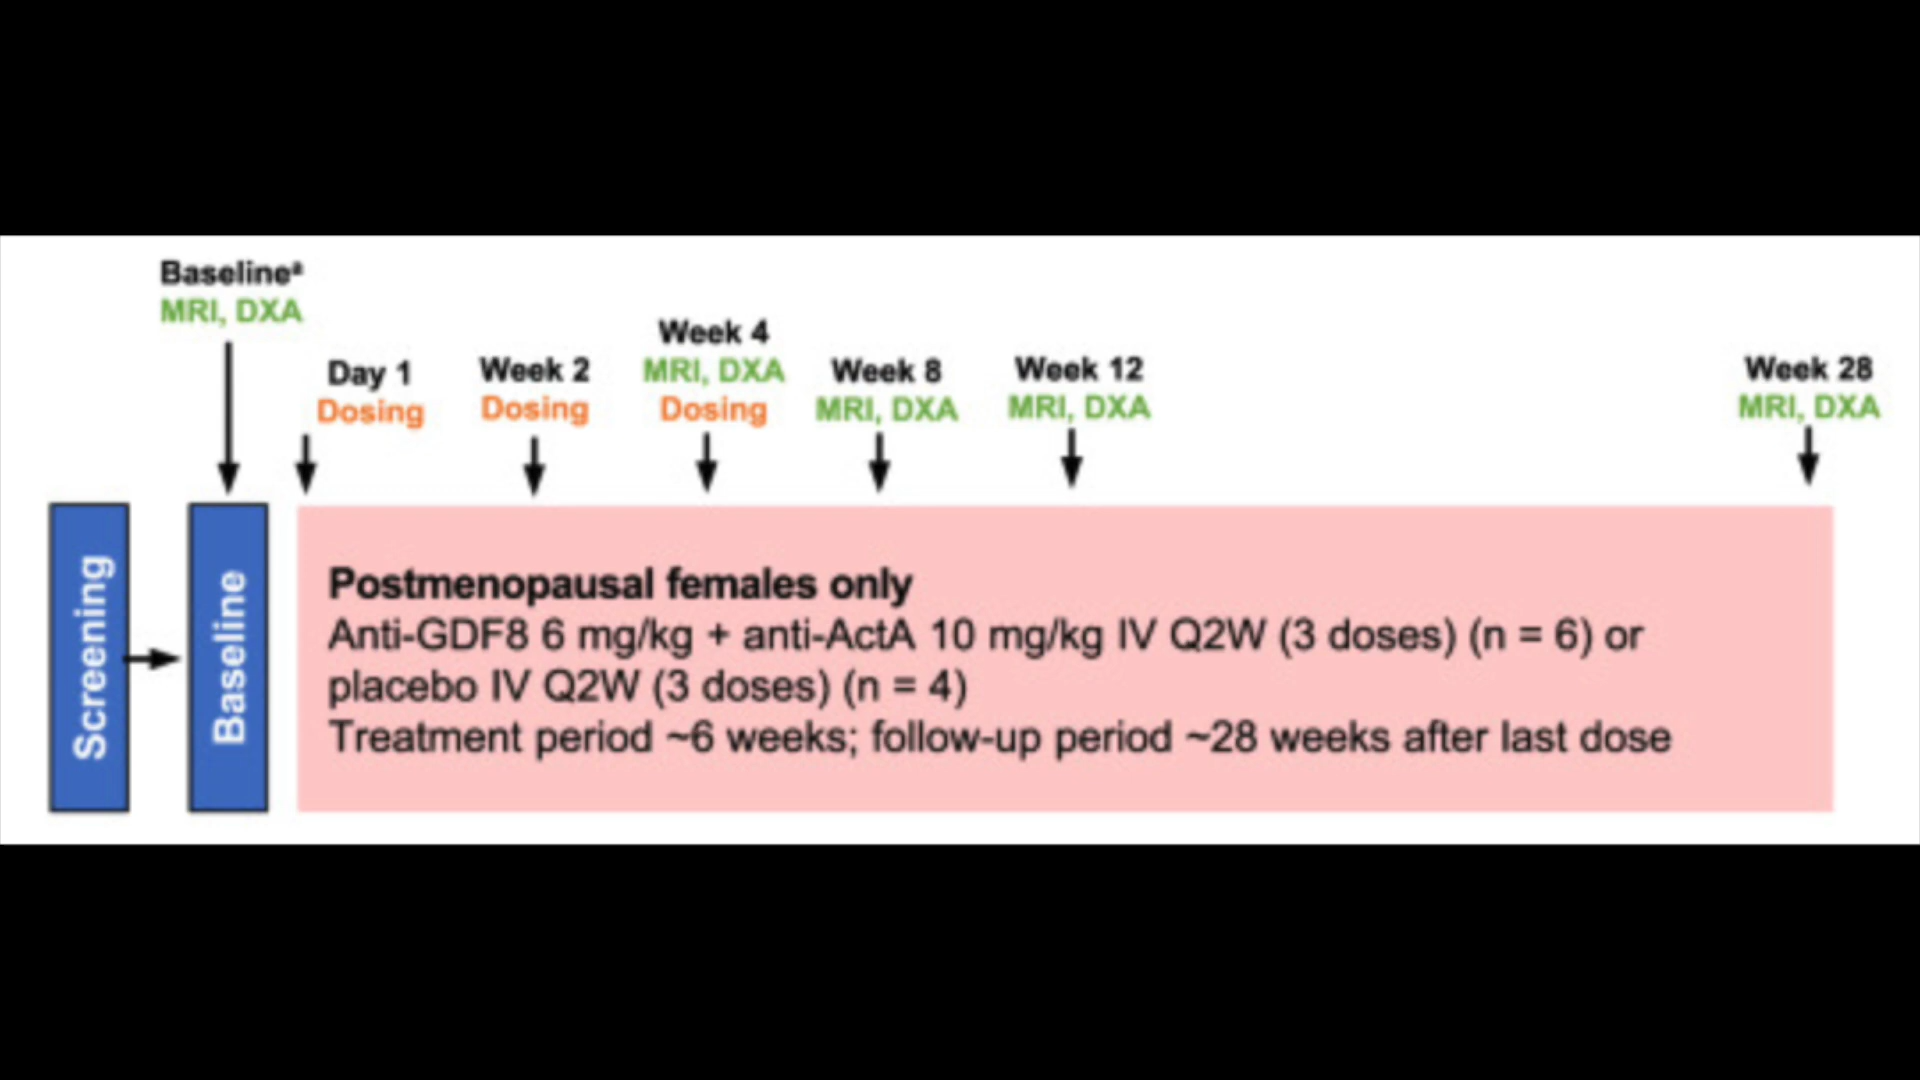 Baselineª
MRI, DXA
Day 1
Dosing
Week 2
Dosing
Week 4
MRI, DXA
Dosing
Week 8
MRI, DXA
Week 12
MRI, DXA
Week 28
MRI, DXA
Screening
Baseline
Postmenopausal females only
Anti-GDF8 6 mg/kg + anti-ActA 10 mg/kg IV Q2W (3 doses) (n = 6) or
placebo IV Q2W (3 doses) (n = 4)
Treatment period ~6 weeks; follow-up period ~28 weeks after last dose